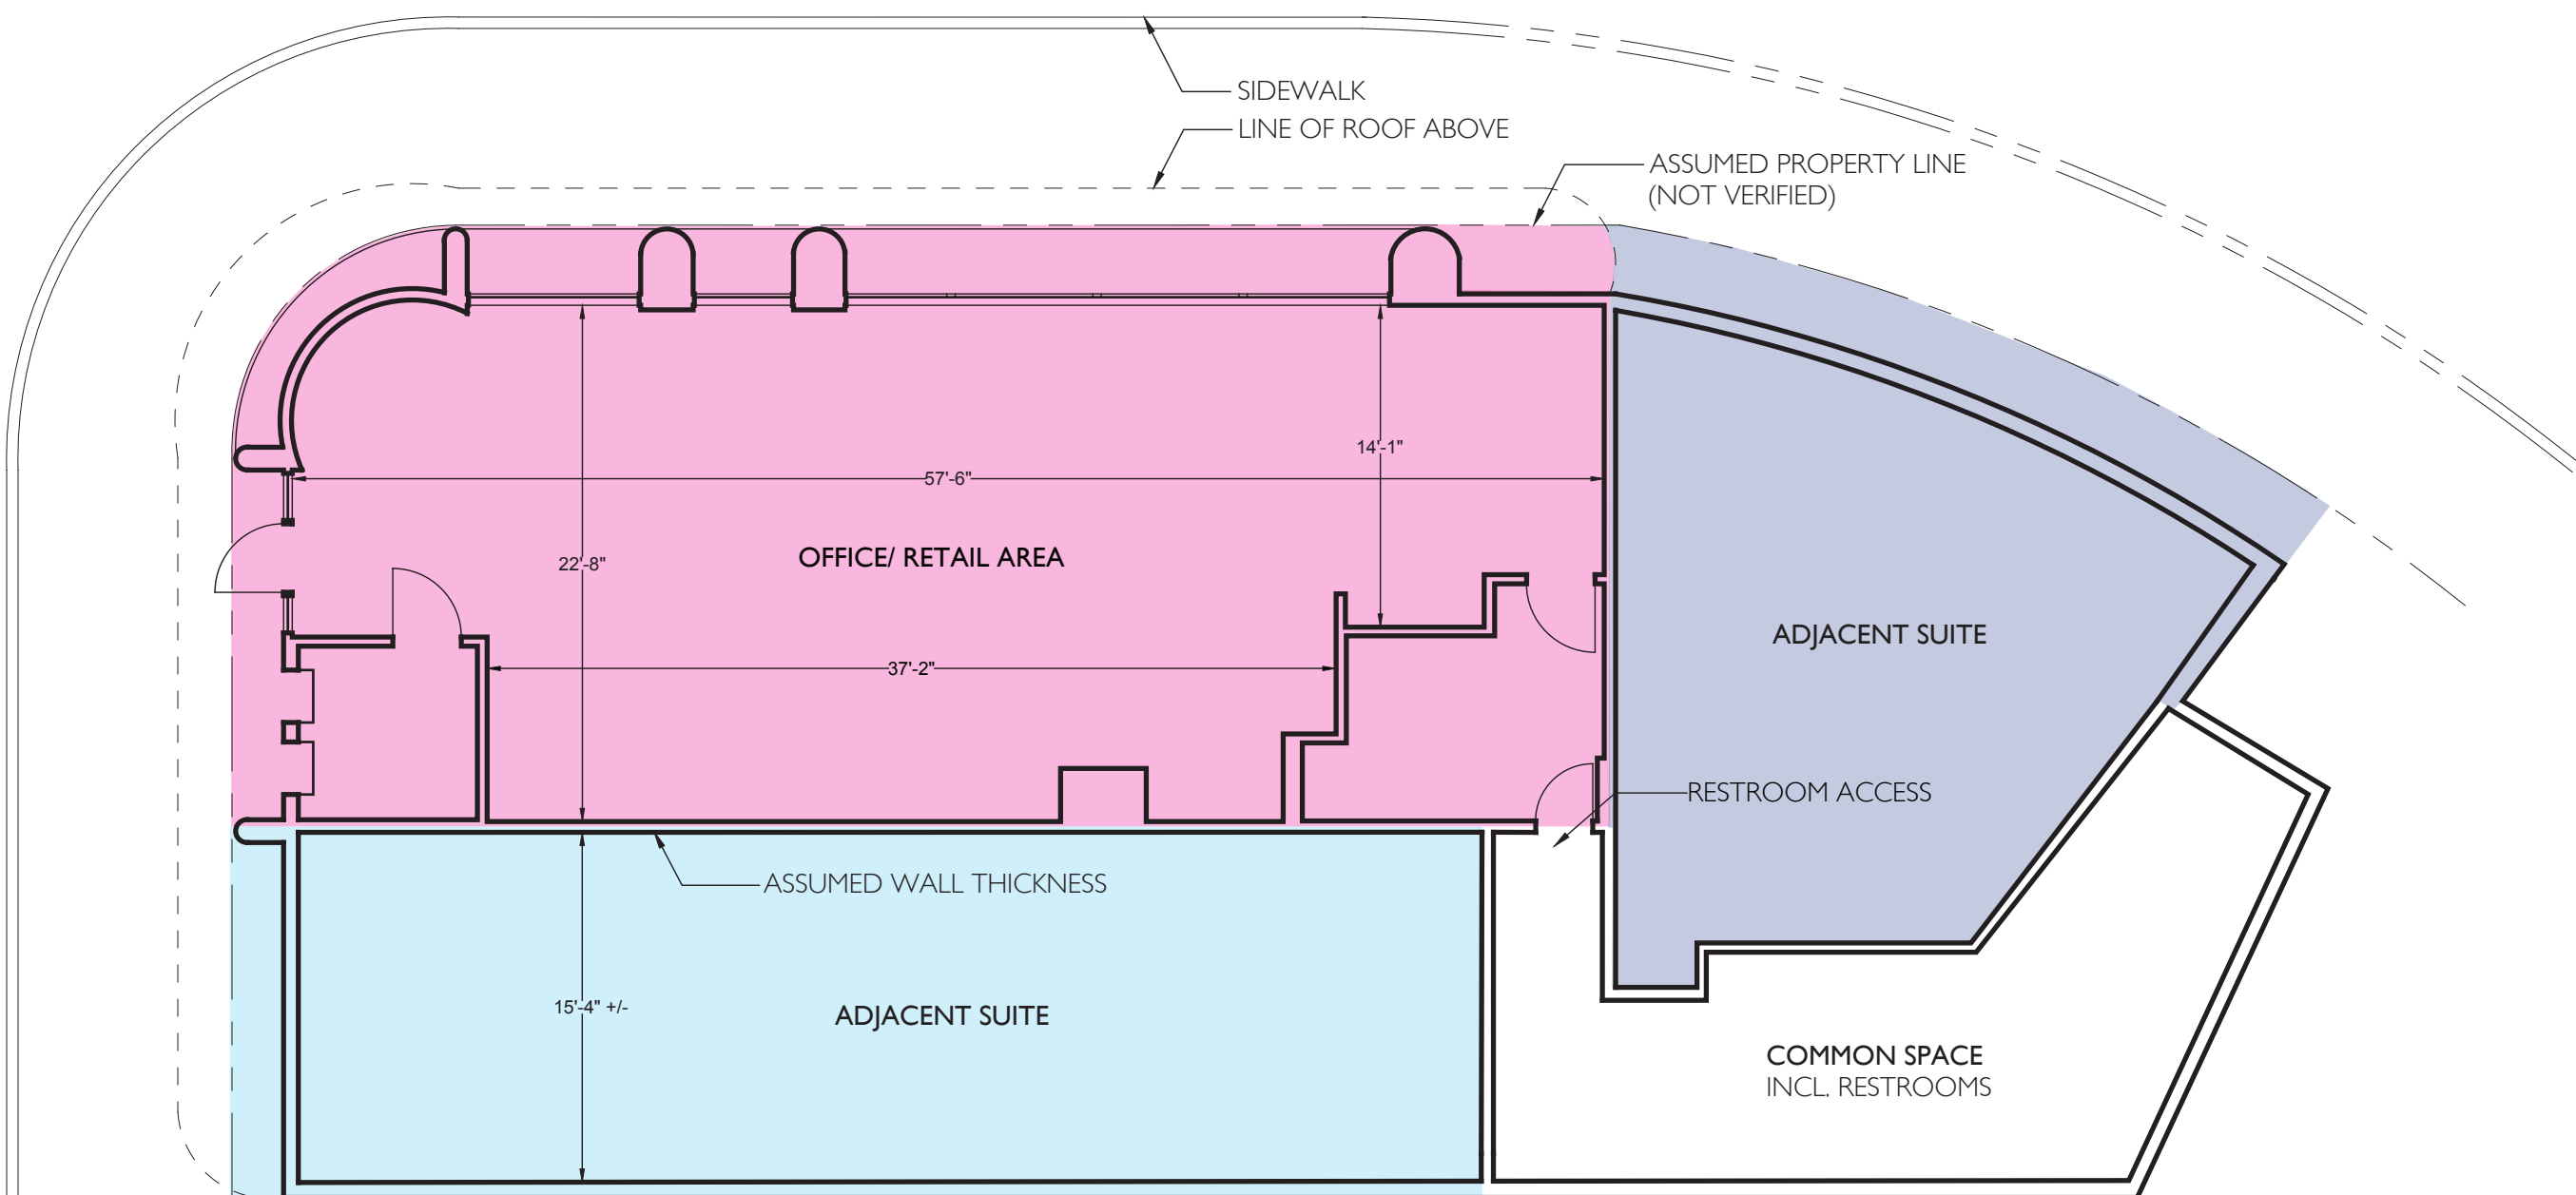 SIDEWALK
LINE OF ROOF ABOVE
ASSUMED PROPERTY LINE
(NOT VERIFIED)
14'-1"
57'-6"
22'-8"
OFFICE/ RETAIL AREA
ADJACENT SUITE
37'-2"
RESTROOM ACCESS
ASSUMED WALL THICKNESS
15'-4" +/-
ADJACENT SUITE
COMMON SPACE
INCL. RESTROOMS